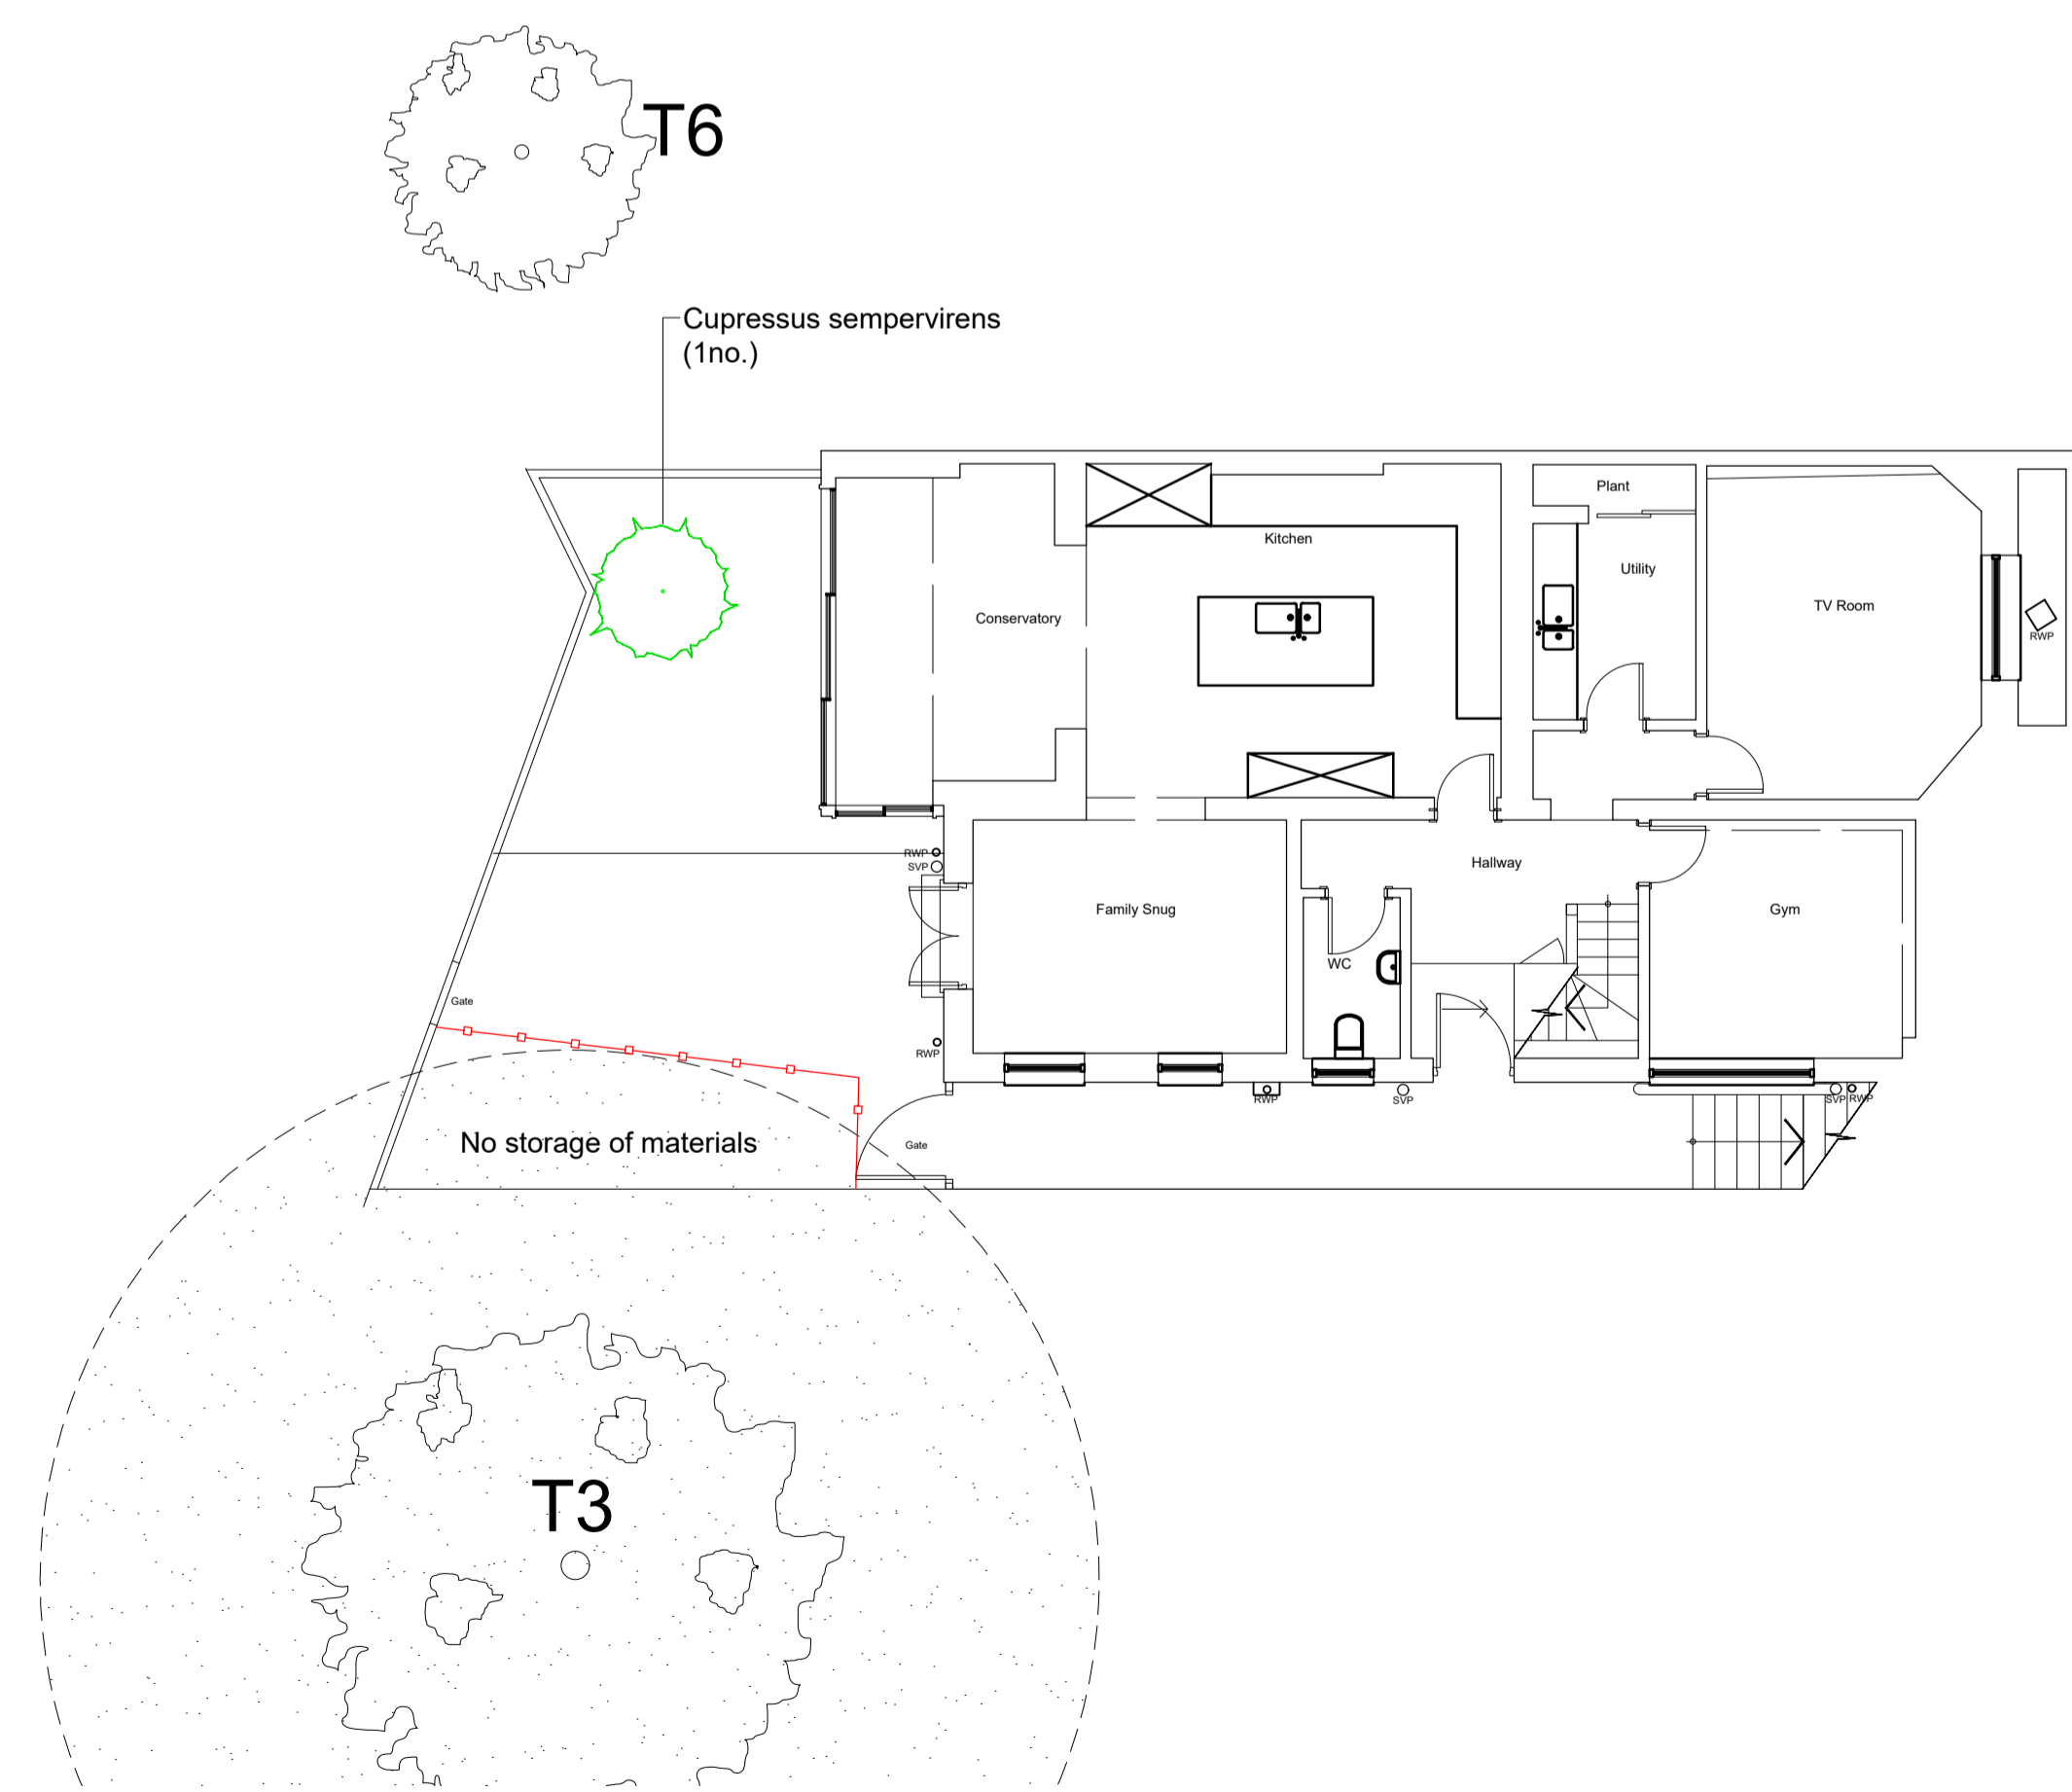 T6
Cupressus sempervirens
(1no.)
Plant
Kitchen
Utility
TV Room
Conservatory
RWP
RWP
SVP
Hallway
Family Snug
Gym
WC
Gate
RWP
RWP
SVP
SVP
RWP
No storage of materials
Gate
T3